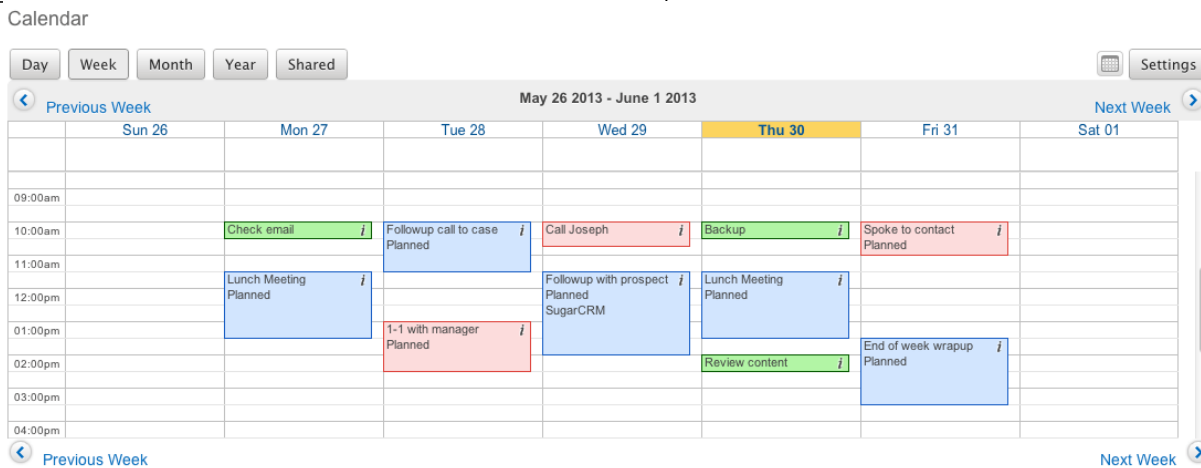 Calendar
Day Week Month Year Shared Settings
Previous Week May 26 2013 - June 1 2013 Next Week
Sun 26 Mon 27 Tue 28 Wed 29 Thu 30 Fri 31 Sat 01
09:00am
10:00am Check email i Followup call to case i Call Joseph i Backup i Spoke to contact i
Planned Planned
11:00am
Lunch Meeting i Followup with prospect i Lunch Meeting i
12:00pm Planned Planned Planned
SugarCRM
01:00pm 1-1 with manager i
Planned End of week wrapup i
02:00pm Review content i Planned
03:00pm
04:00pm
Previous Week Next Week